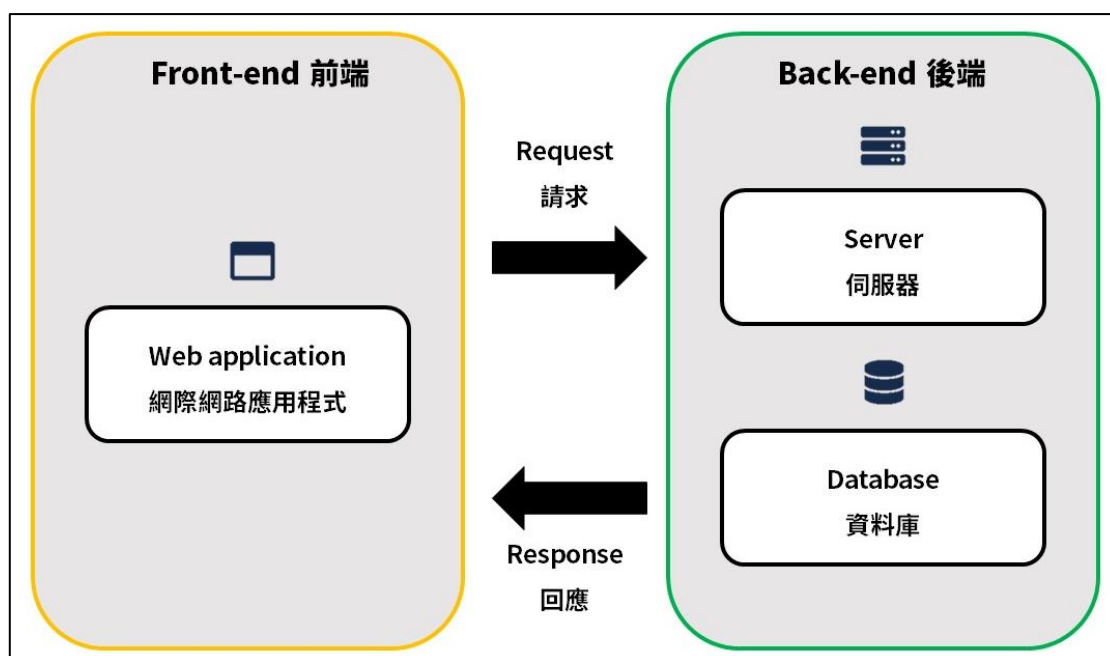 Front-end 前端
Web application
網際網路應用程式
Request
請求
Response
回應
Back-end 後端
Server
伺服器
Database
資料庫